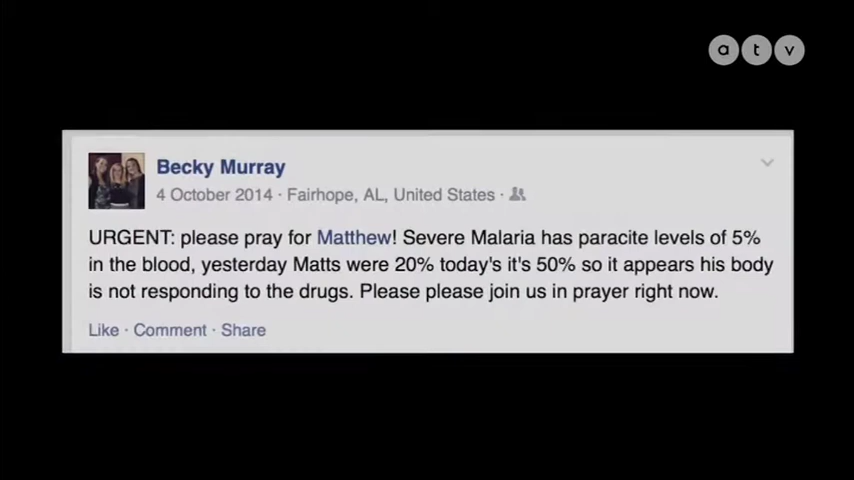 atv
Becky Murray
4 October 2014 · Fairhope, AL, United States ·
URGENT: please pray for Matthew! Severe Malaria has paracite levels of 5%
in the blood, yesterday Matts were 20% today's it's 50% so it appears his body
is not responding to the drugs. Please please join us in prayer right now.
Like · Comment · Share